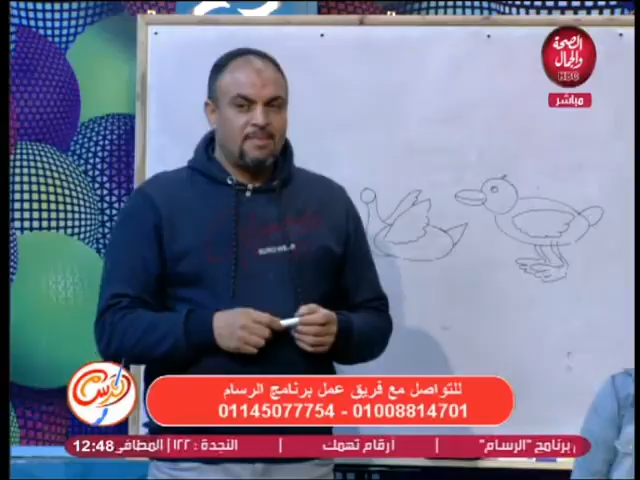 الصحة
والجمال
HBC
مباشر
للتواصل مع فريق عمل برنامج الرسام
01145077754 - 01008814701
برنامج "الرسام" | أرقام تهمك | النجدة : ١٢٢ | المطافي
12:48